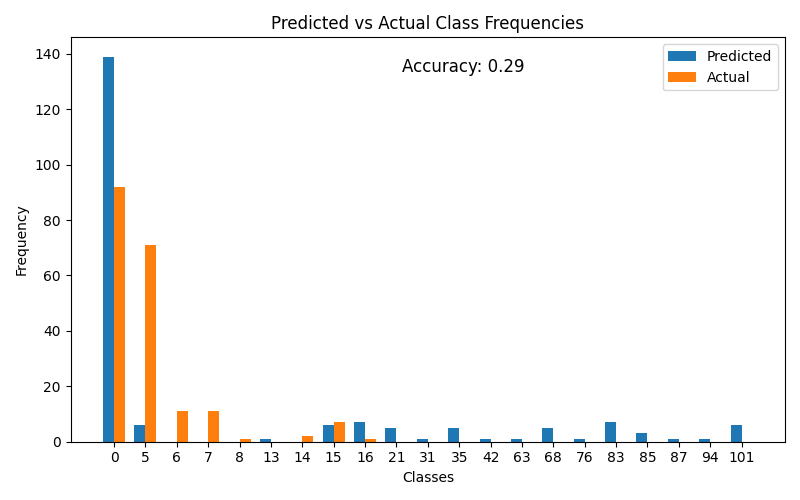 Predicted vs Actual Class Frequencies
Accuracy: 0.29
Predicted
Actual
Frequency
140
120
100
80
60
40
20
0
0 5 6 7 8 13 14 15 16 21 31 35 42 63 68 76 83 85 87 94 101
Classes